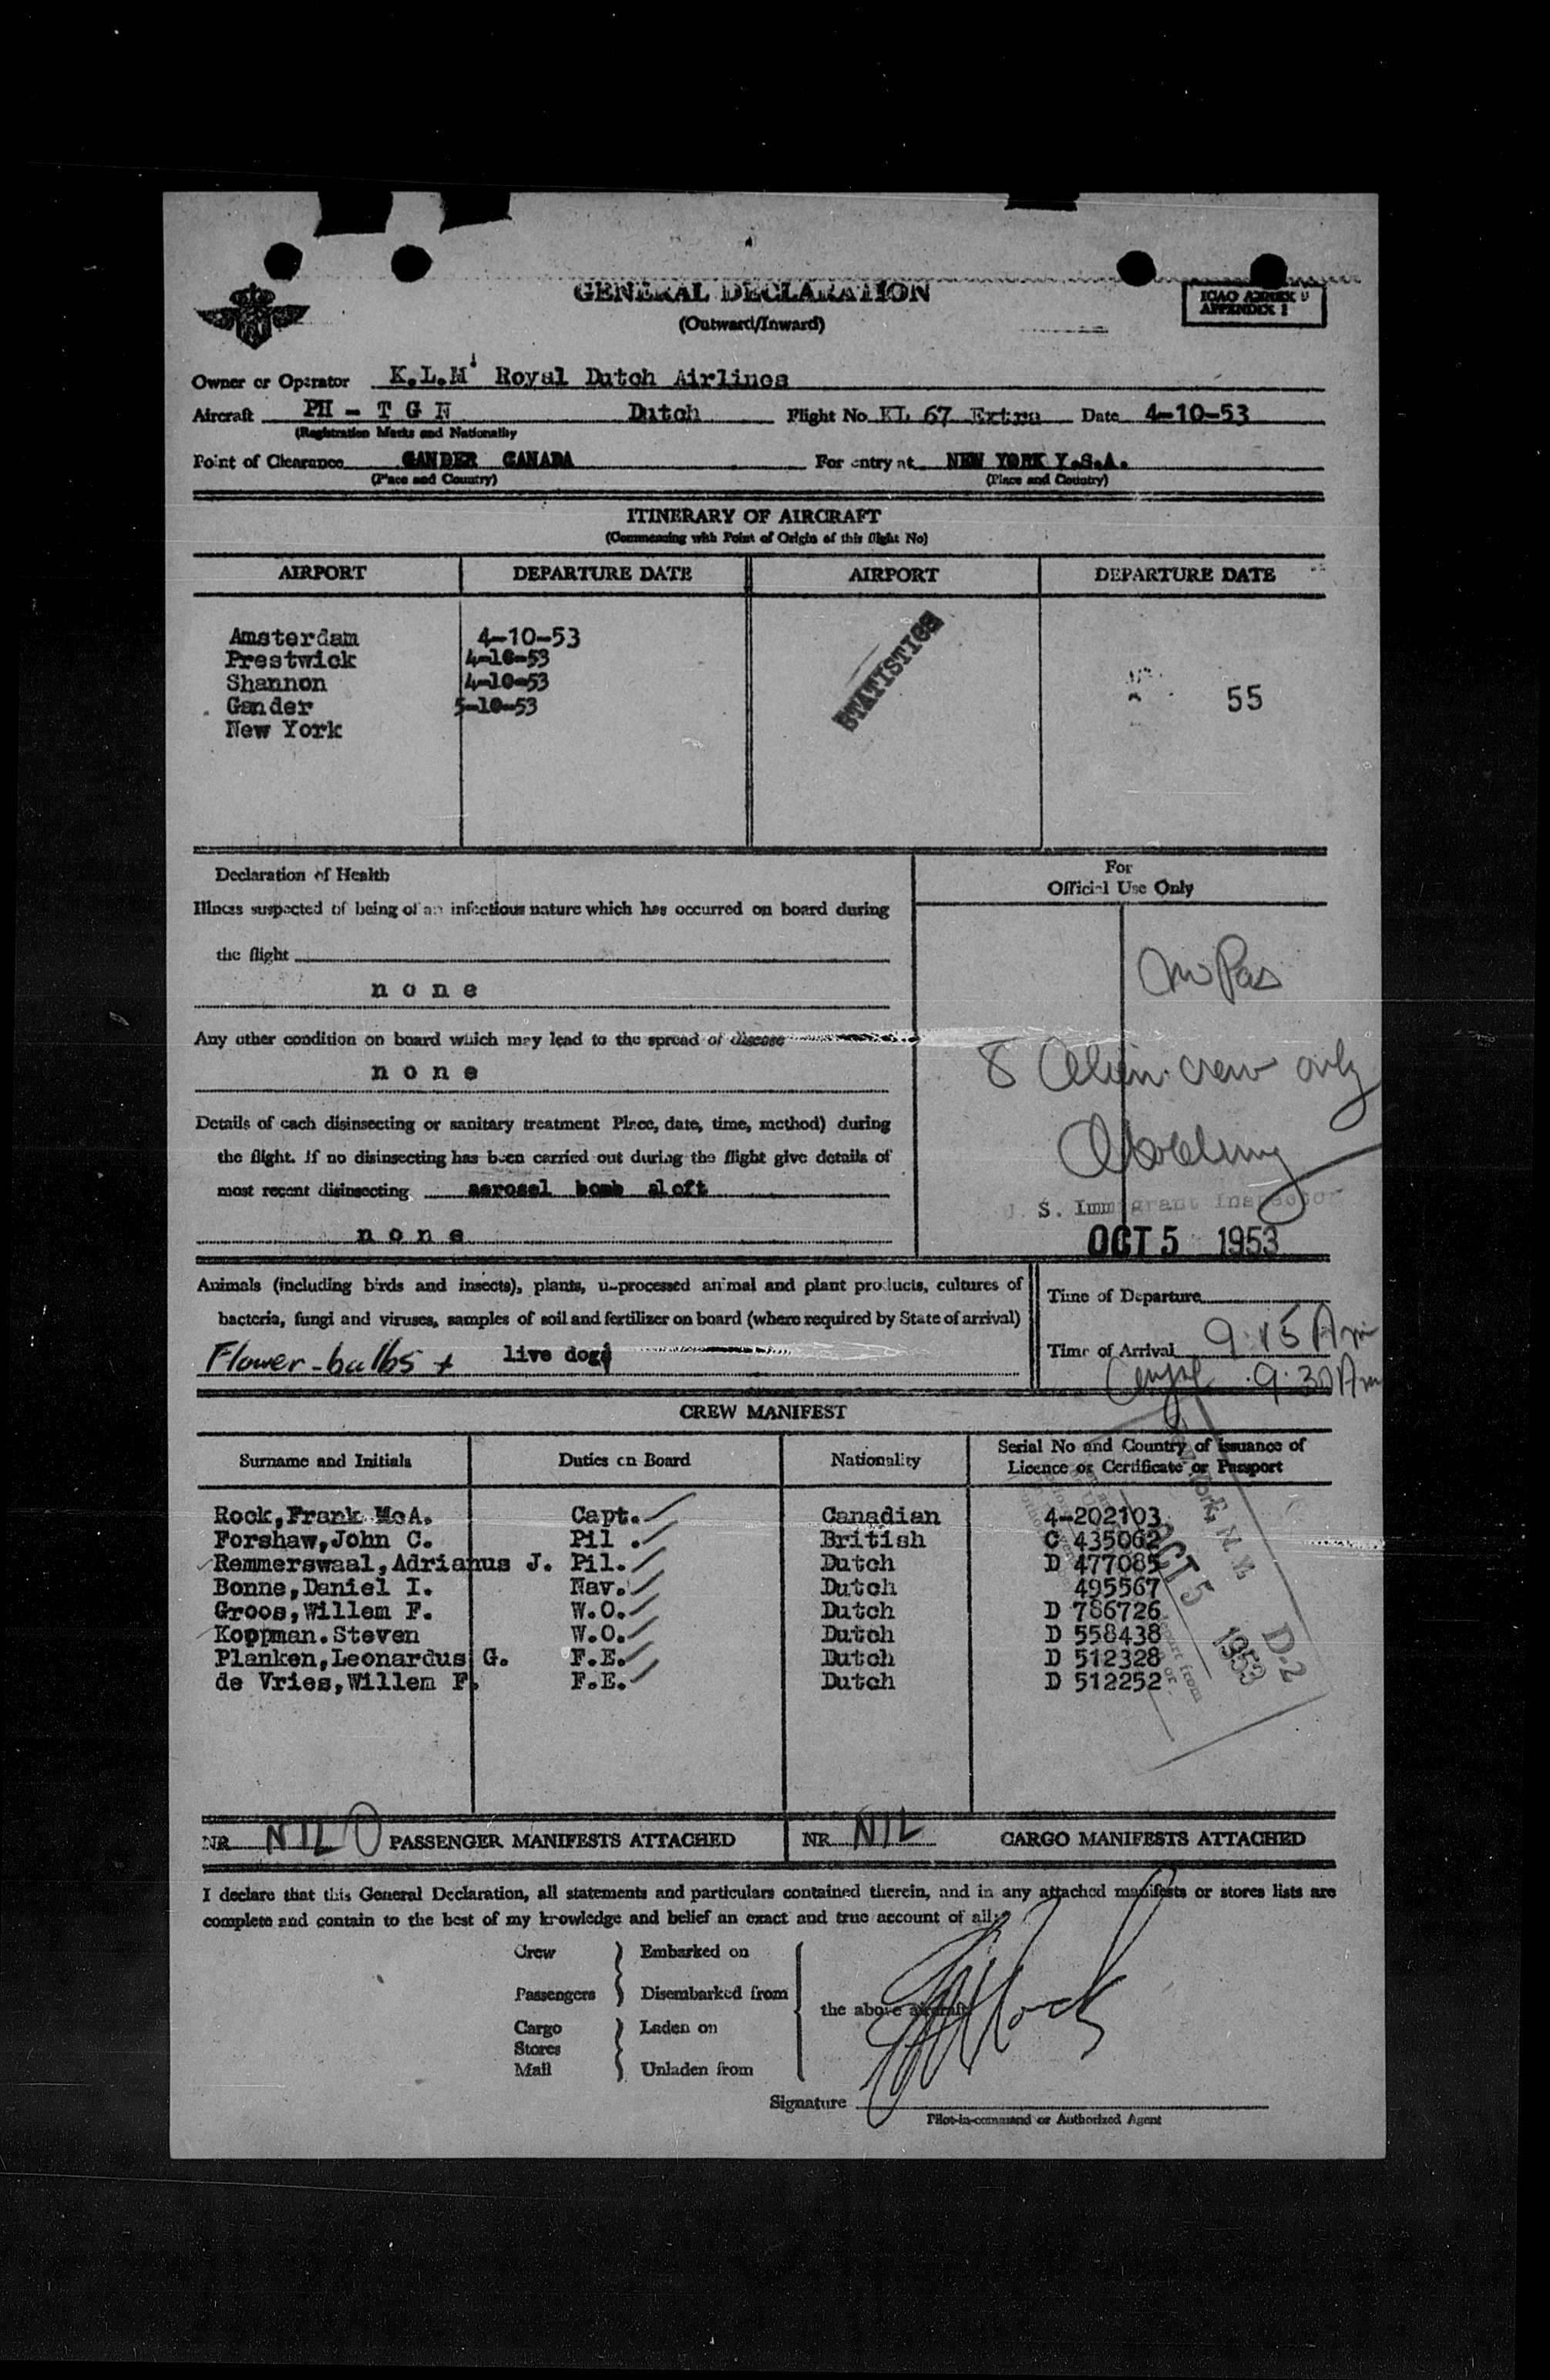 GENERAL DECLARATION
(Outward/Inward)
ICAO ANNEX 9
APPENDIX 1
Owner or Operator K.L.M. Royal Dutch Airlines
Aircraft PH - T G N Dutch Flight No KL 67 Extra Date 4-10-53
(Registration Marks and Nationality
Point of Clearance GANDER CANADA For entry at NEW YORK Y.S.A.
(Place and Country) (Place and Country)
ITINERARY OF AIRCRAFT
(Commencing with Point of Origin of this flight No)
AIRPORT DEPARTURE DATE AIRPORT DEPARTURE DATE
Amsterdam 4-10-53
Prestwick 4-10-53
Shannon 4-10-53
Gander 5-10-53
New York
STATISTICS
55
Declaration of Health
Illness suspected of being of an infectious nature which has occurred on board during
the flight
none
Any other condition on board which may lead to the spread of disease
none
Details of each disinsecting or sanitary treatment Place, date, time, method) during
the flight. If no disinsecting has been carried out during the flight give details of
most recent disinsecting aerosel bomb aloft
none
For
Official Use Only
No Pas
8 Alien crew only
U. S. Immigrant Inspector
OCT 5 1953
Animals (including birds and insects), plants, unprocessed animal and plant products, cultures of
bacteria, fungi and viruses, samples of soil and fertilizer on board (where required by State of arrival)
Flower-bulbs + live dog
Time of Departure
Time of Arrival 9:15 Am
9:30 Am
CREW MANIFEST
Surname and Initials Duties on Board Nationality Serial No and Country of Issuance of
Licence or Certificate or Passport
Rock, Frank McA. Capt. Canadian 4-202103
Forshaw, John C. Pil . British C 435062
Remmerswaal, Adrianus J. Pil. Dutch D 477085
Bonne, Daniel I. Nav. Dutch 495567
Groos, Willem F. W.O. Dutch D 786726
Koppman. Steven W.O. Dutch D 558438
Planken, Leonardus G. F.E. Dutch D 512328
de Vries, Willem F. F.E. Dutch D 512252
York, N. Y.
OCT 5 1953
D-2
NR NIL 0 PASSENGER MANIFESTS ATTACHED NR NIL CARGO MANIFESTS ATTACHED
I declare that this General Declaration, all statements and particulars contained therein, and in any attached manifests or stores lists are
complete and contain to the best of my knowledge and belief an exact and true account of all:
Crew Embarked on
Passengers Disembarked from
the above aircraft
Cargo Laden on
Stores
Mail Unladen from
Signature
Pilot-in-command or Authorized Agent